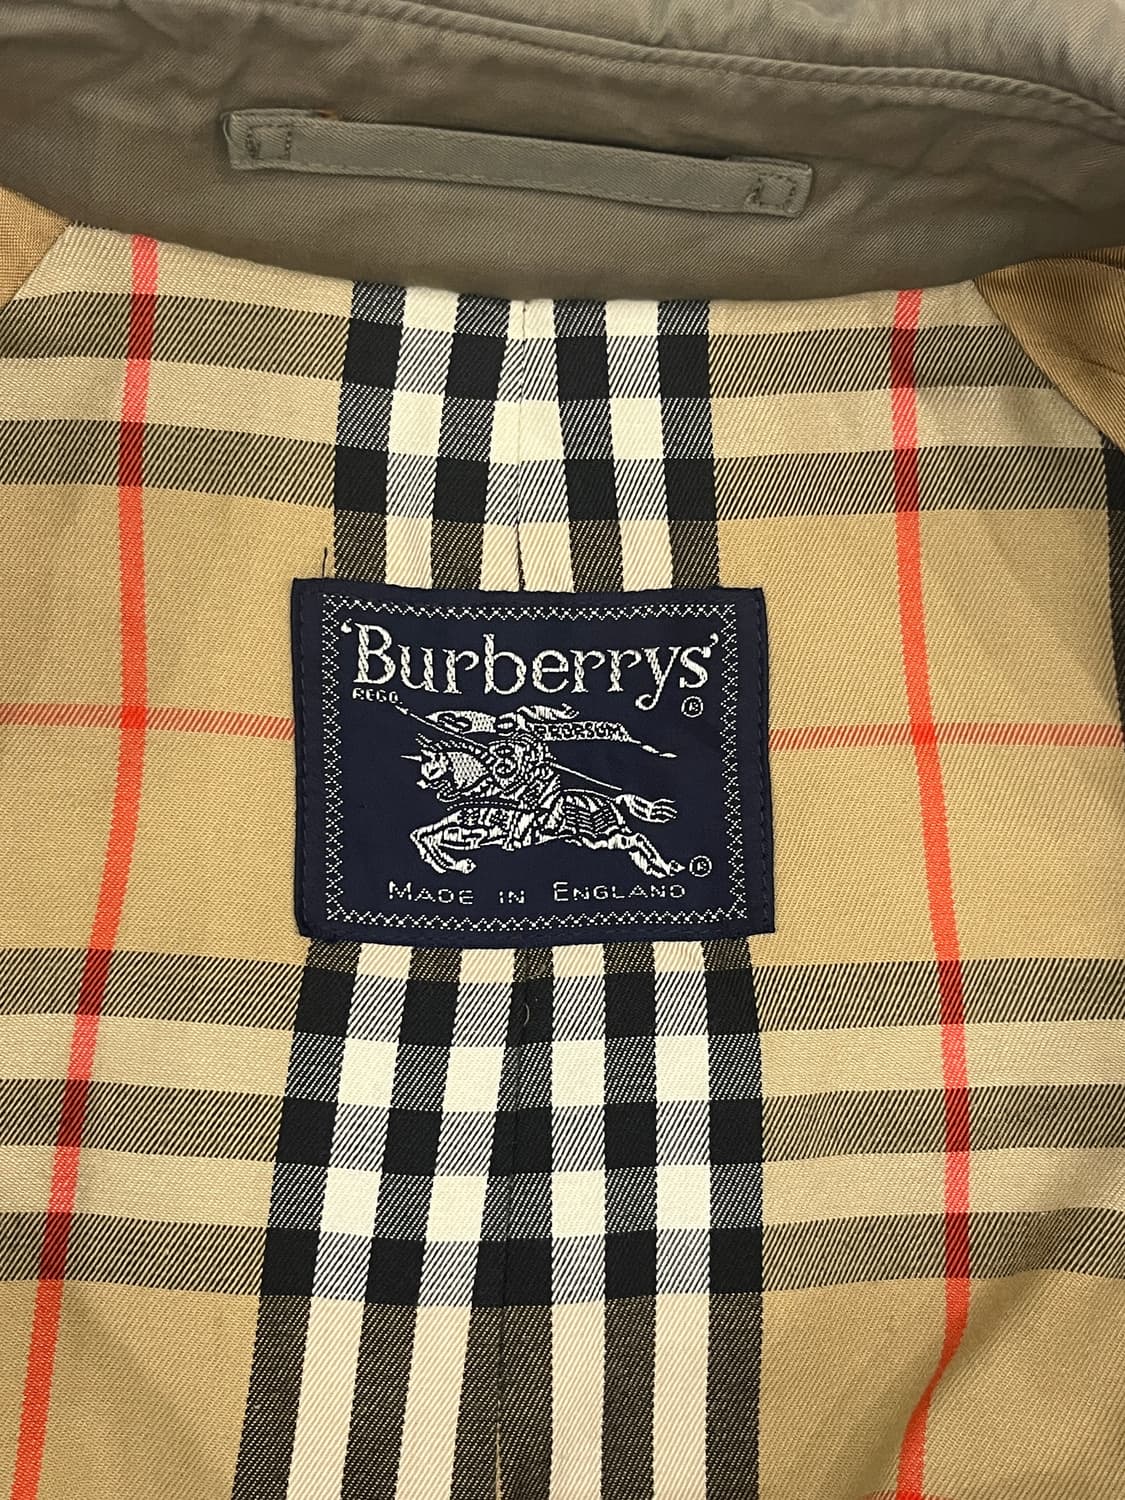 'Burberrys'
REGD.
®
PRORSUM
®
MADE IN ENGLAND